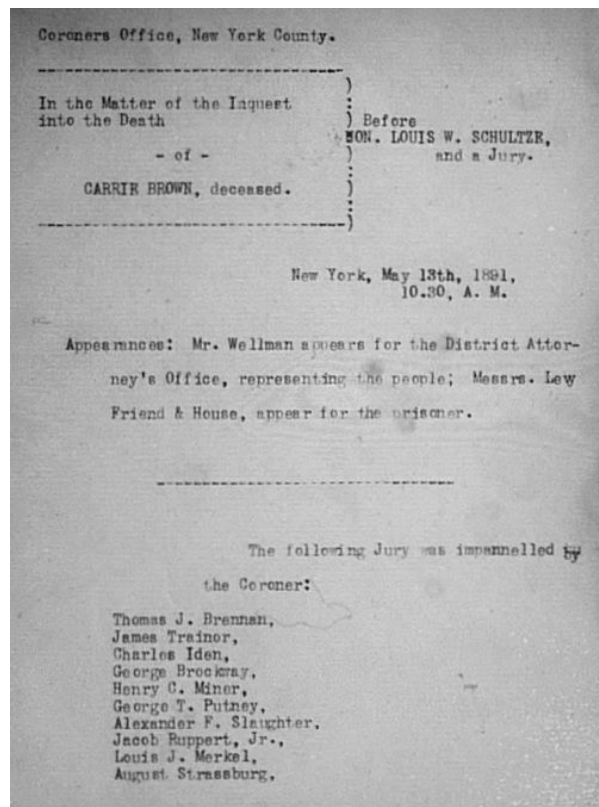 Coroners Office, New York County.
In the Matter of the Inquest
into the Death
- of -
CARRIE BROWN, deceased.
Before
HON. LOUIS W. SCHULTZE,
and a Jury.
New York, May 13th, 1891,
10.30, A. M.
Appearances: Mr. Wellman appears for the District Attor-
ney's Office, representing the people; Messrs. Lew
Friend & House, appear for the prisoner.
The following Jury was impannelled by
the Coroner:
Thomas J. Brennan,
James Trainor,
Charles Iden,
George Brockway,
Henry C. Miner,
George T. Putney,
Alexander F. Slaughter,
Jacob Ruppert, Jr.,
Louis J. Merkel,
August Strassburg,